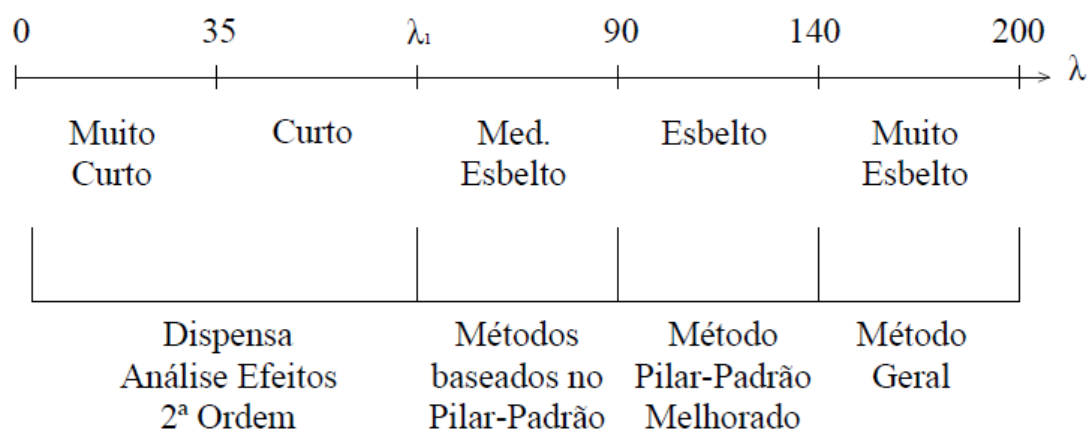 0 35 λ₁ 90 140 200
λ
Muito
Curto
Curto
Med.
Esbelto
Esbelto
Muito
Esbelto
Dispensa
Análise Efeitos
2ª Ordem
Métodos
baseados no
Pilar-Padrão
Método
Pilar-Padrão
Melhorado
Método
Geral